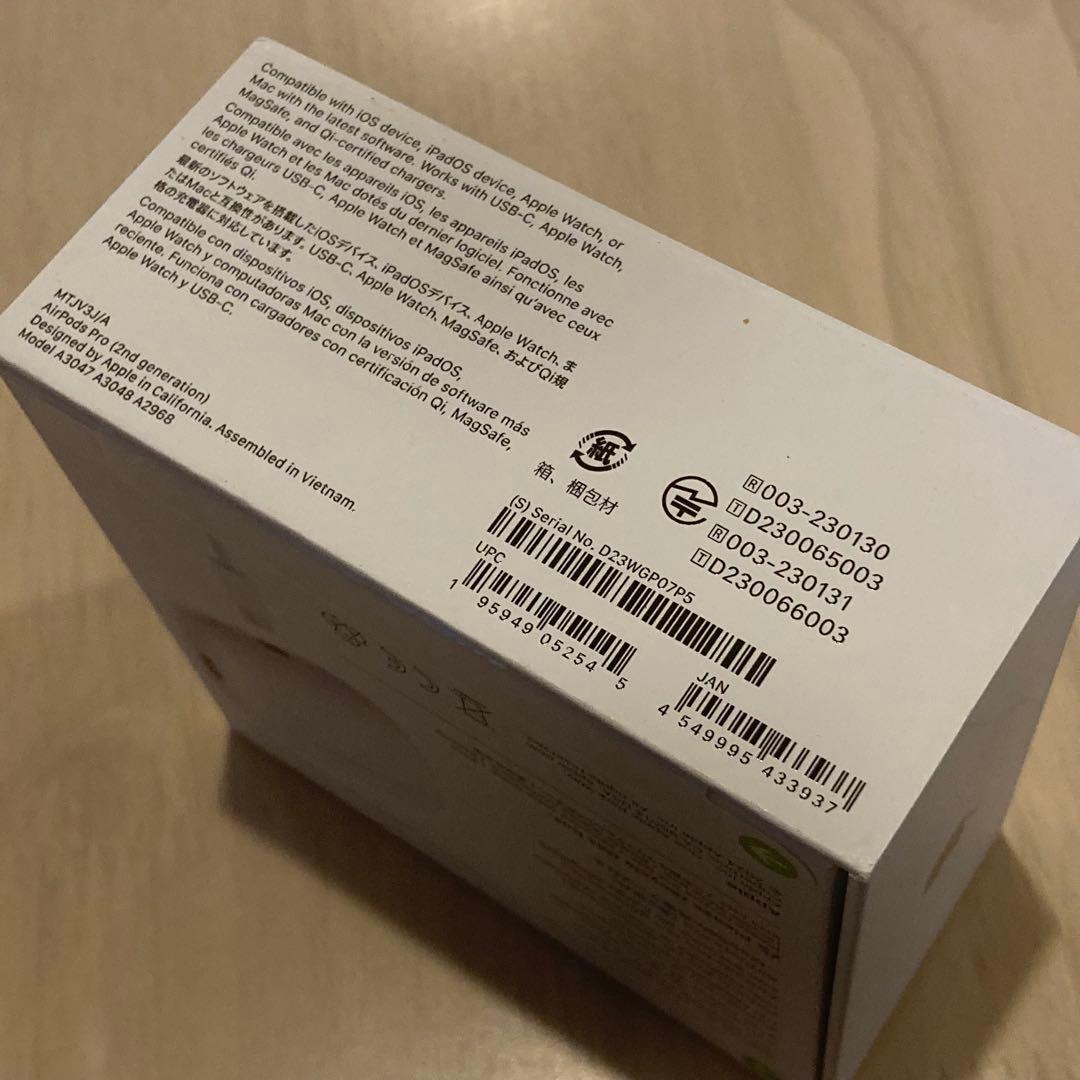 Compatible with iOS device, iPadOS device, Apple Watch, or
Mac with the latest software. Works with USB-C, Apple Watch,
MagSafe, and Qi-certified chargers.
Compatible avec les appareils iOS, les appareils iPadOS, les
Apple Watch et les Mac dotés du dernier logiciel. Fonctionne avec
les chargeurs USB-C, Apple Watch et MagSafe ainsi qu'avec ceux
certifiés Qi.
最新のソフトウェアを搭載したiOSデバイス、iPadOSデバイス、Apple Watch、ま
たはMacと互換性があります。USB-C、Apple Watch、MagSafe、およびQi規
格の充電器に対応しています。
Compatible con dispositivos iOS, dispositivos iPadOS,
Apple Watch y computadoras Mac con la versión de software más
reciente. Funciona con cargadores con certificación Qi, MagSafe,
Apple Watch y USB-C.
MTJV3J/A
AirPods Pro (2nd generation)
Designed by Apple in California. Assembled in Vietnam.
Model A3047 A3048 A2968
紙
箱、梱包材
R 003-230130
T D230065003
R 003-230131
T D230066003
(S) Serial No. D23WGP07P5
UPC
1 95949 05254 5
JAN
4 549995 433937